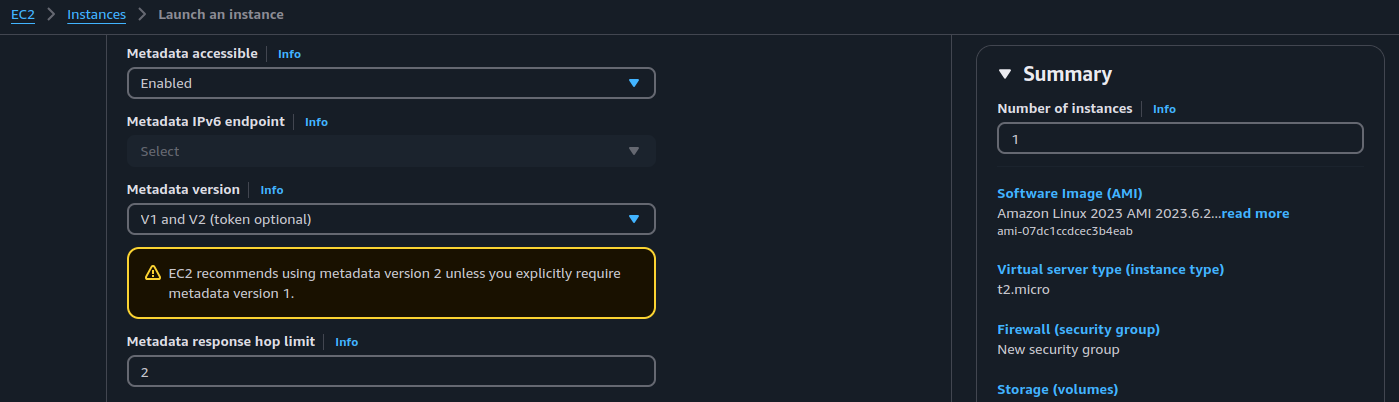 EC2 > Instances > Launch an instance
Metadata accessible | Info
Enabled
Metadata IPv6 endpoint | Info
Select
Metadata version | Info
V1 and V2 (token optional)
EC2 recommends using metadata version 2 unless you explicitly require
metadata version 1.
Metadata response hop limit | Info
2
Summary
Number of instances | Info
1
Software Image (AMI)
Amazon Linux 2023 AMI 2023.6.2...read more
ami-07dc1ccdcec3b4eab
Virtual server type (instance type)
t2.micro
Firewall (security group)
New security group
Storage (volumes)